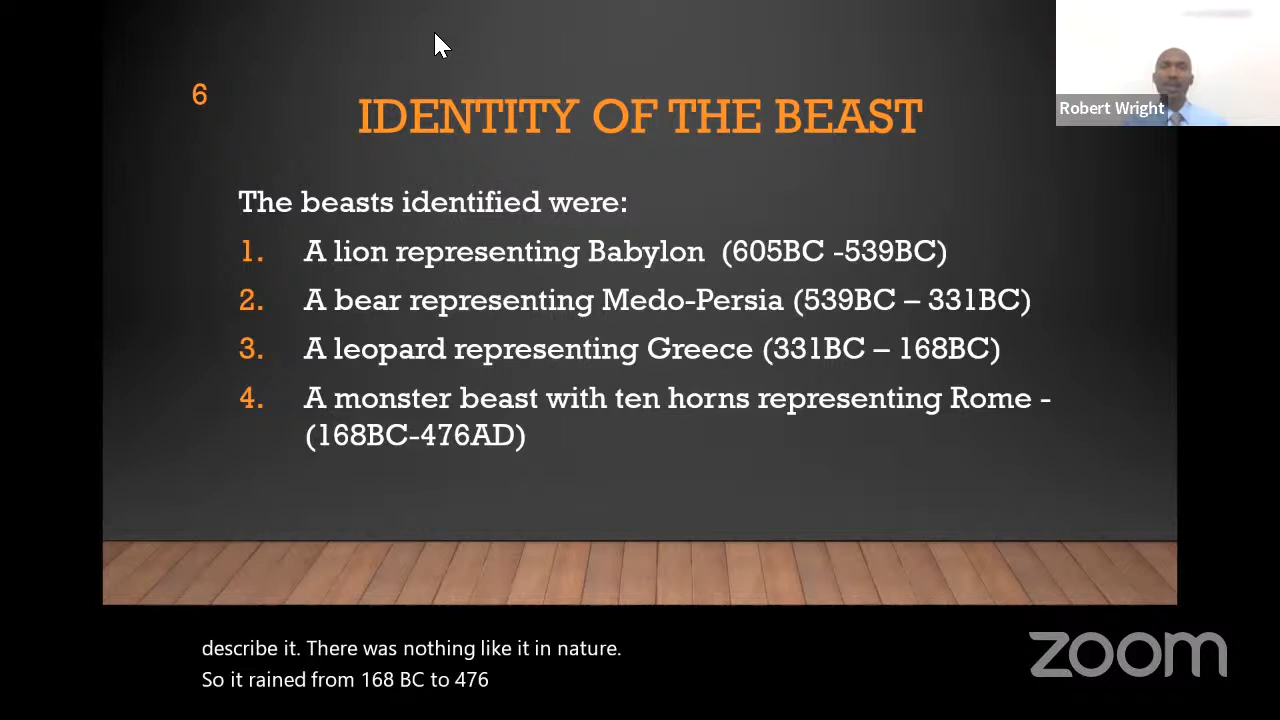 6
IDENTITY OF THE BEAST
Robert Wright
The beasts identified were:
1. A lion representing Babylon (605BC -539BC)
2. A bear representing Medo-Persia (539BC – 331BC)
3. A leopard representing Greece (331BC – 168BC)
4. A monster beast with ten horns representing Rome -
(168BC-476AD)
describe it. There was nothing like it in nature.
So it rained from 168 BC to 476
zoom